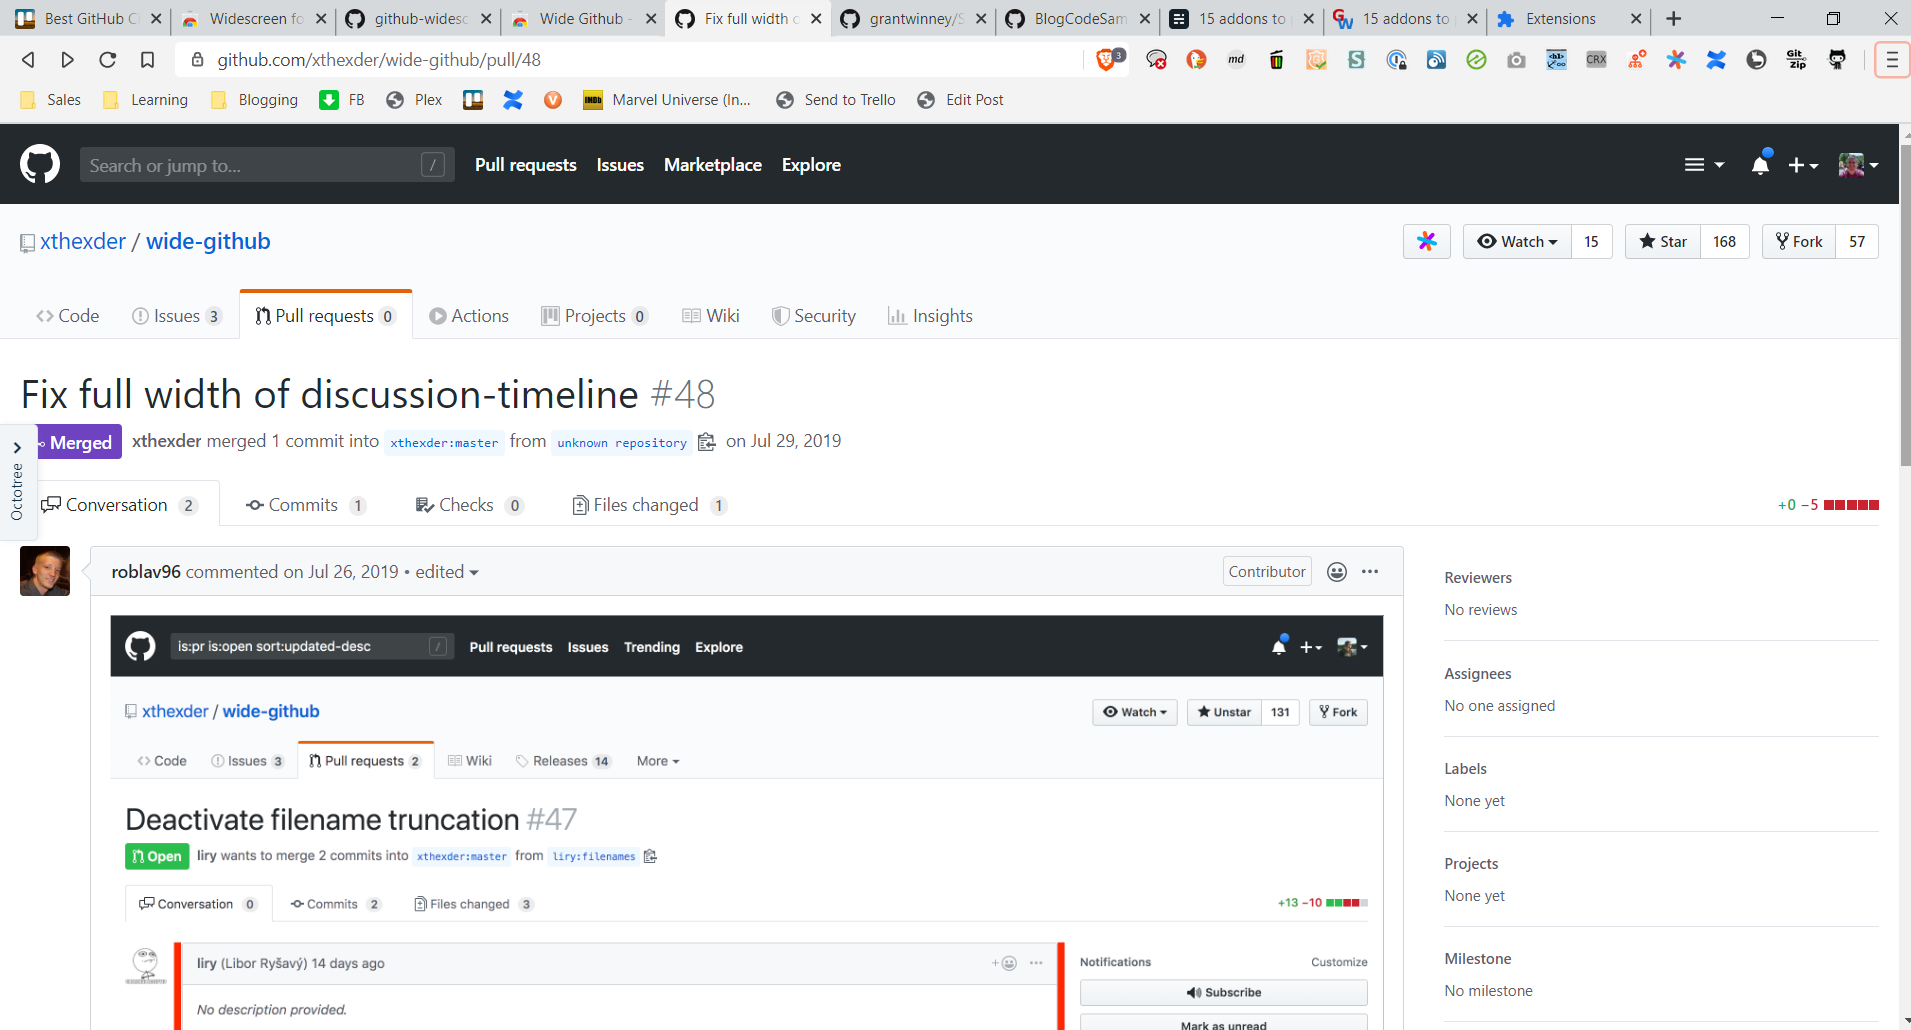 Best GitHub C
Widescreen fo
github-widesc
Wide Github -
Fix full width o
grantwinney/S
BlogCodeSam
15 addons to
15 addons to
Extensions
github.com/xthexder/wide-github/pull/48
3
md
CRX
Git zip
Sales
Learning
Blogging
FB
Plex
IMDb
Marvel Universe (In...
Send to Trello
Edit Post
Search or jump to...
/
Pull requests
Issues
Marketplace
Explore
xthexder / wide-github
Watch
15
Star
168
Fork
57
Code
Issues 3
Pull requests 0
Actions
Projects 0
Wiki
Security
Insights
Fix full width of discussion-timeline #48
Merged
xthexder merged 1 commit into xthexder:master from unknown repository on Jul 29, 2019
Octotree
Conversation 2
Commits 1
Checks 0
Files changed 1
+0 −5
roblav96 commented on Jul 26, 2019 • edited
Contributor
is:pr is:open sort:updated-desc
/
Pull requests
Issues
Trending
Explore
xthexder / wide-github
Watch
Unstar
131
Fork
Code
Issues 3
Pull requests 2
Wiki
Releases 14
More
Deactivate filename truncation #47
Open
liry wants to merge 2 commits into xthexder:master from liry:filenames
Conversation 0
Commits 2
Files changed 3
+13 −10
liry (Libor Ryšavý) 14 days ago
No description provided.
Notifications
Customize
Subscribe
Mark as unread
Reviewers
No reviews
Assignees
No one assigned
Labels
None yet
Projects
None yet
Milestone
No milestone